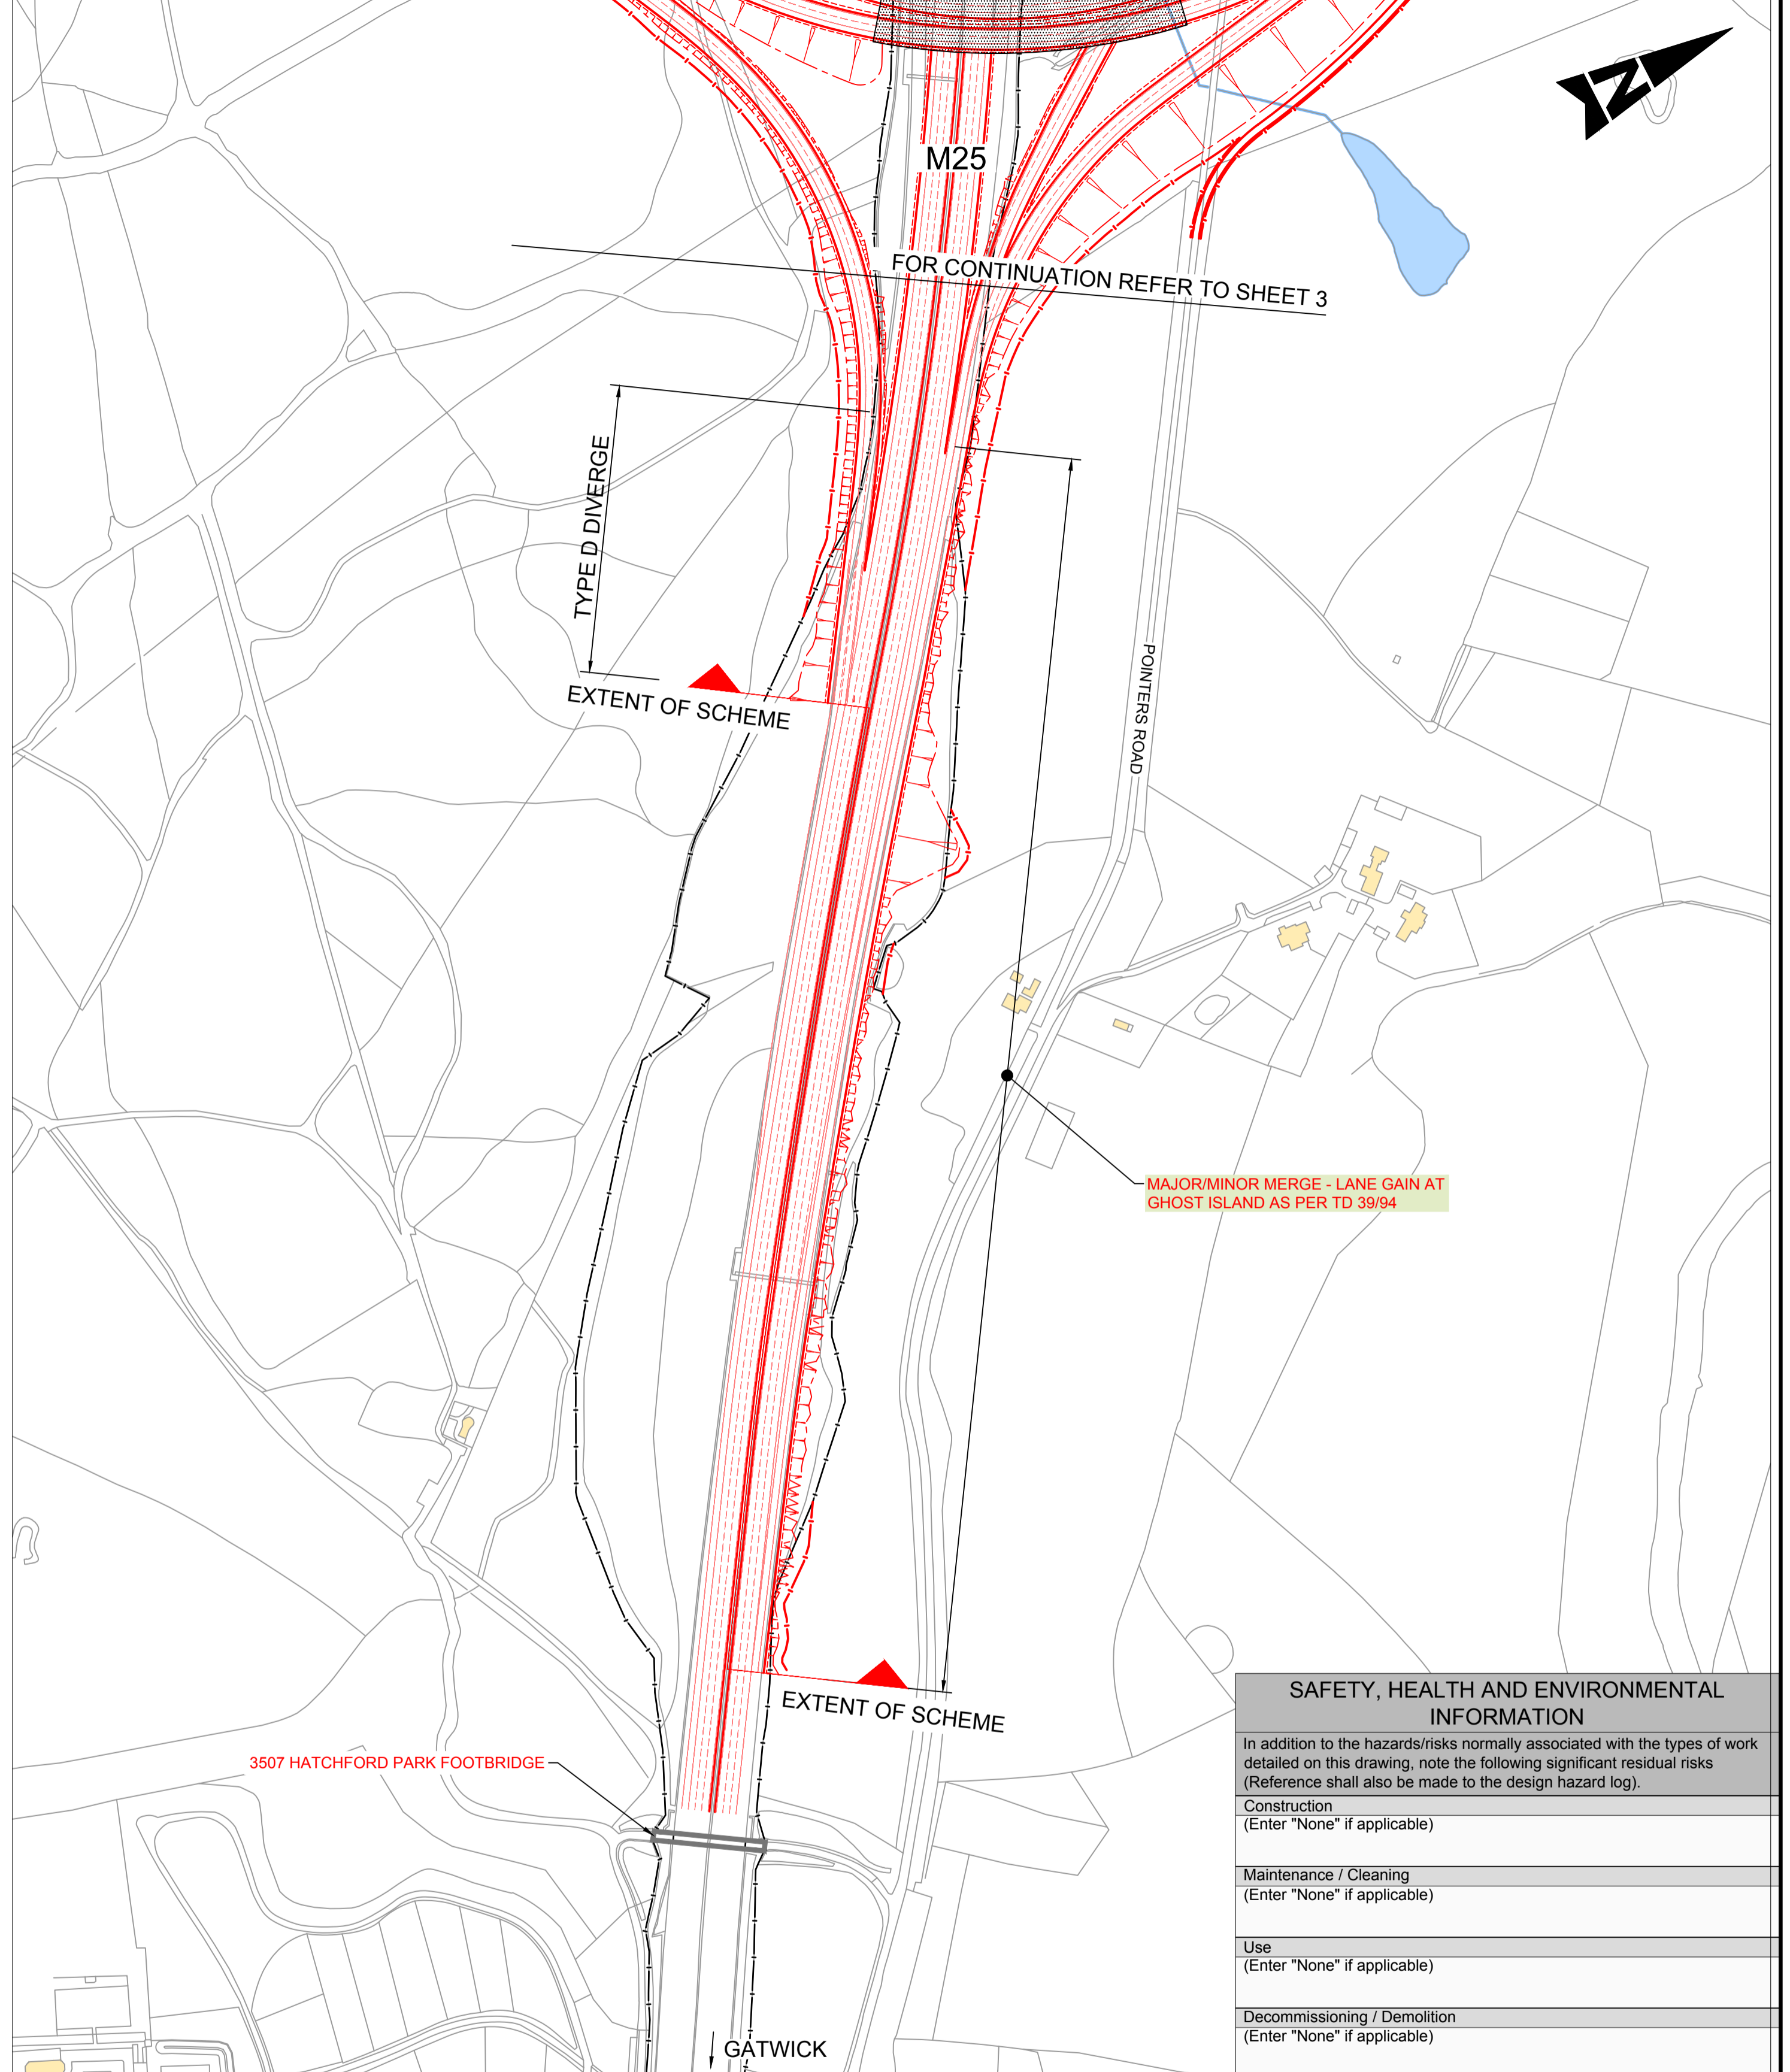 N
M25
FOR CONTINUATION REFER TO SHEET 3
TYPE D DIVERGE
EXTENT OF SCHEME
POINTERS ROAD
MAJOR/MINOR MERGE - LANE GAIN AT
GHOST ISLAND AS PER TD 39/94
EXTENT OF SCHEME
3507 HATCHFORD PARK FOOTBRIDGE
GATWICK
SAFETY, HEALTH AND ENVIRONMENTAL
INFORMATION
In addition to the hazards/risks normally associated with the types of work
detailed on this drawing, note the following significant residual risks
(Reference shall also be made to the design hazard log).
Construction
(Enter "None" if applicable)
Maintenance / Cleaning
(Enter "None" if applicable)
Use
(Enter "None" if applicable)
Decommissioning / Demolition
(Enter "None" if applicable)